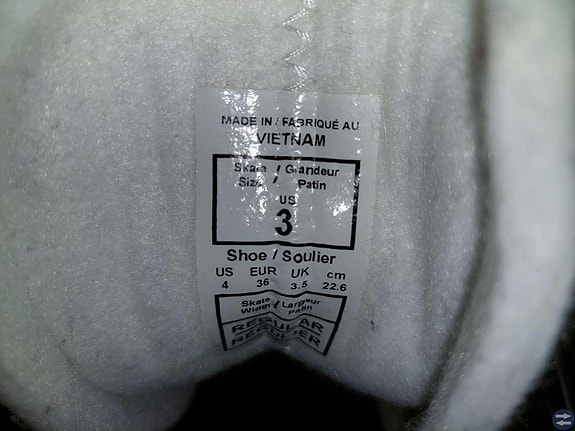 MADE IN / FABRIQUÉ AU
VIETNAM
Skate / Grandeur
Size / Patin
US
3
Shoe / Soulier
US EUR UK cm
4 36 3.5 22.6
Skate / Largeur
Width / Patin
REGULAR
REGULIER